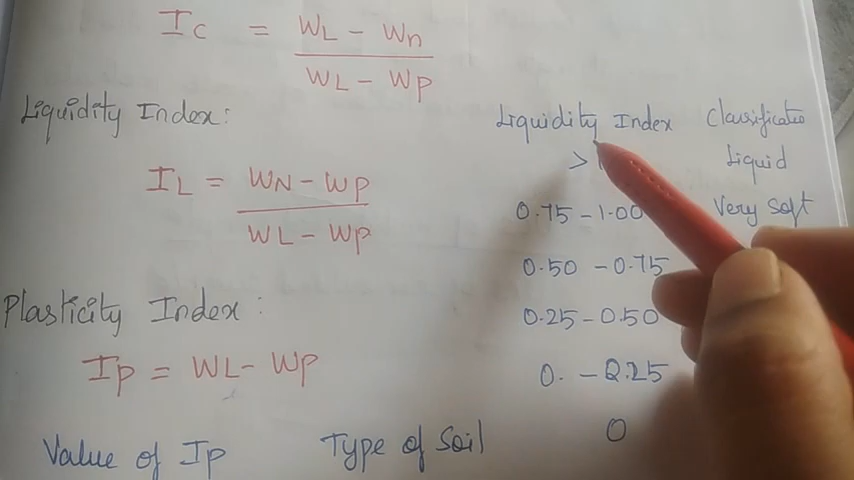 Ic = WL - Wn
WL - Wp
Liquidity Index:
IL = WN - WP
WL - WP
Plasticity Index :
Ip = WL - WP
Value of Ip Type of Soil
Liquidity Index
> Liquid
0.75 - 1.00 Very Soft
0.50 - 0.75
0.25 - 0.50
0. - 0.25
0